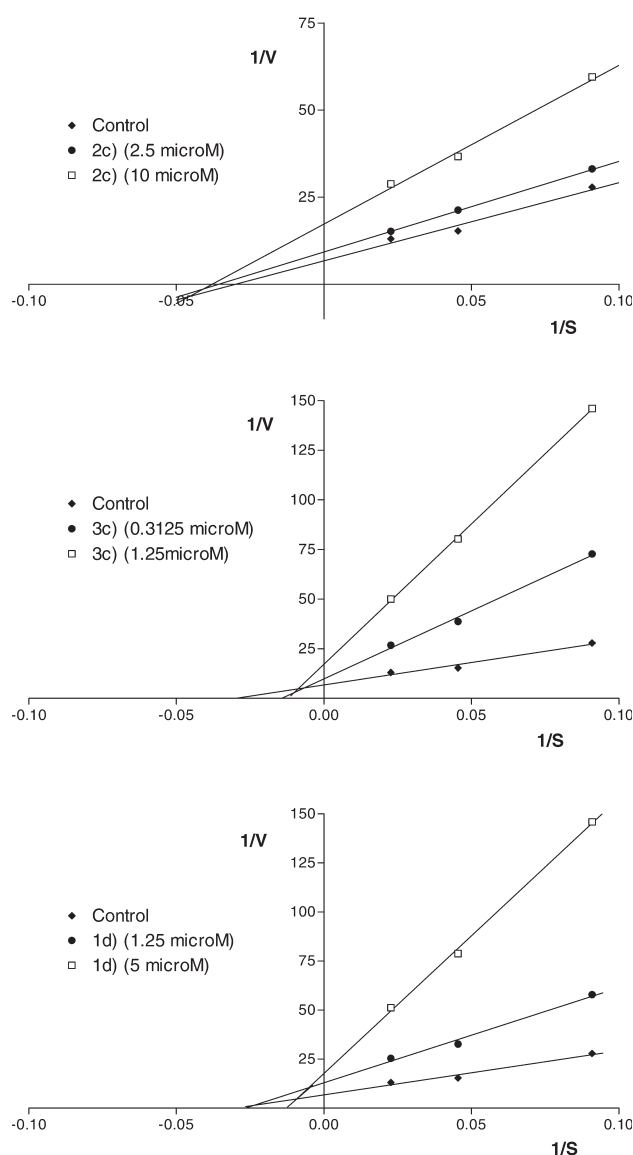 75
1/V
50
Control
2c) (2.5 microM)
2c) (10 microM)
25
-0.10
-0.05
0.05
0.10
1/S
150
1/V
125
100
Control
3c) (0.3125 microM)
3c) (1.25microM)
75
50
25
-0.10
-0.05
0.00
0.05
0.10
1/S
150
1/V
125
100
Control
1d) (1.25 microM)
1d) (5 microM)
75
50
25
-0.10
-0.05
0.00
0.05
0.10
1/S